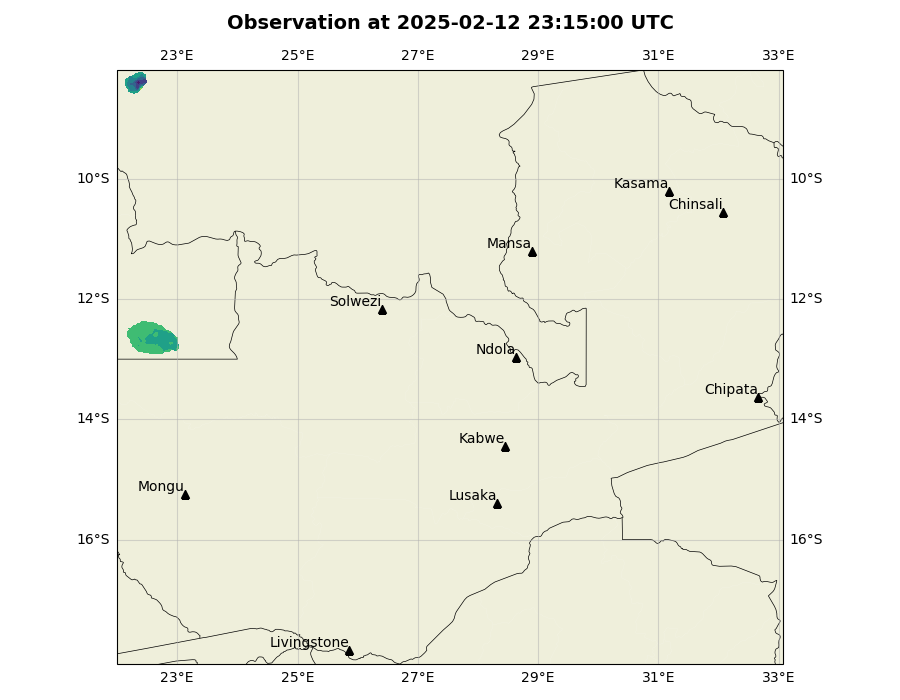 Observation at 2025-02-12 23:15:00 UTC
23°E 25°E 27°E 29°E 31°E 33°E
10°S 10°S
Kasama
Chinsali
Mansa
12°S 12°S
Solwezi
Ndola
Chipata
14°S 14°S
Kabwe
Mongu
Lusaka
16°S 16°S
Livingstone
23°E 25°E 27°E 29°E 31°E 33°E